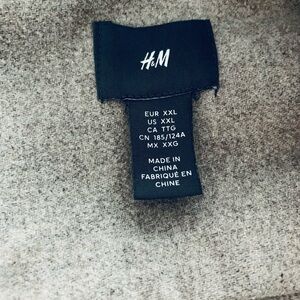 H&M
EUR XXL
US XXL
CA TTG
CN 185/124A
MX XXG
MADE IN
CHINA
FABRIQUÉ EN
CHINE